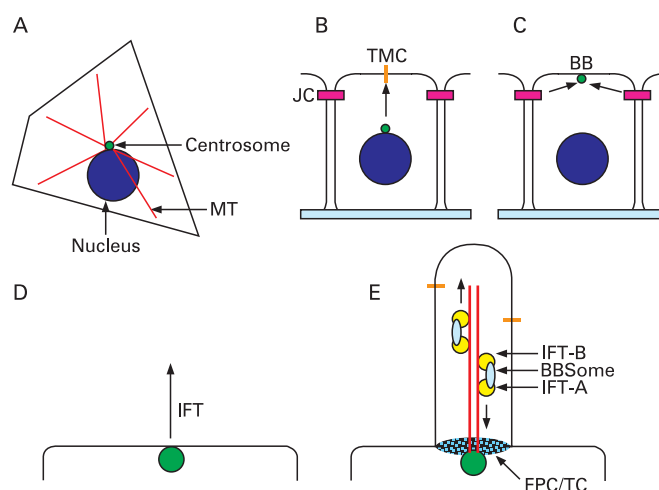 A
B
C
TMC
BB
JC
Centrosome
MT
Nucleus
D
E
IFT
IFT-B
BBSome
IFT-A
FPC/TC